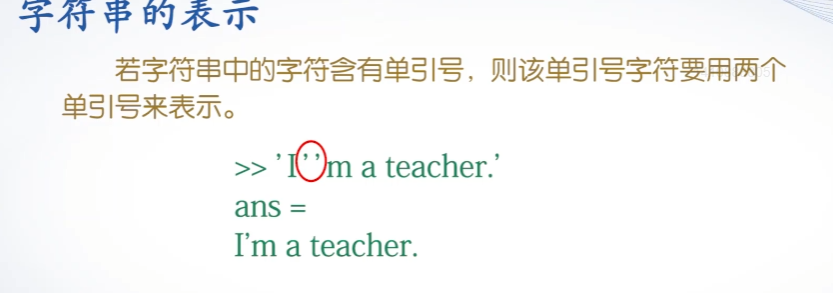 字符串的表示
若字符串中的字符含有单引号，则该单引号字符要用两个
单引号来表示。
>> ’I’’m a teacher.’
ans =
I’m a teacher.